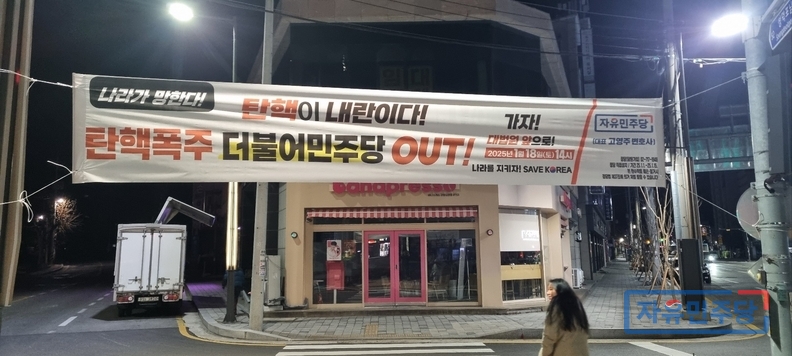 나라가 망한다!
탄핵이 내란이다!
탄핵폭주 더불어민주당 OUT!
가자!
대법원 앞으로!
2025년 1월 18일(토) 14시
나라를 지키자! SAVE KOREA
자유민주당
(대표 고영주 변호사)
Banapresso
자유민주당